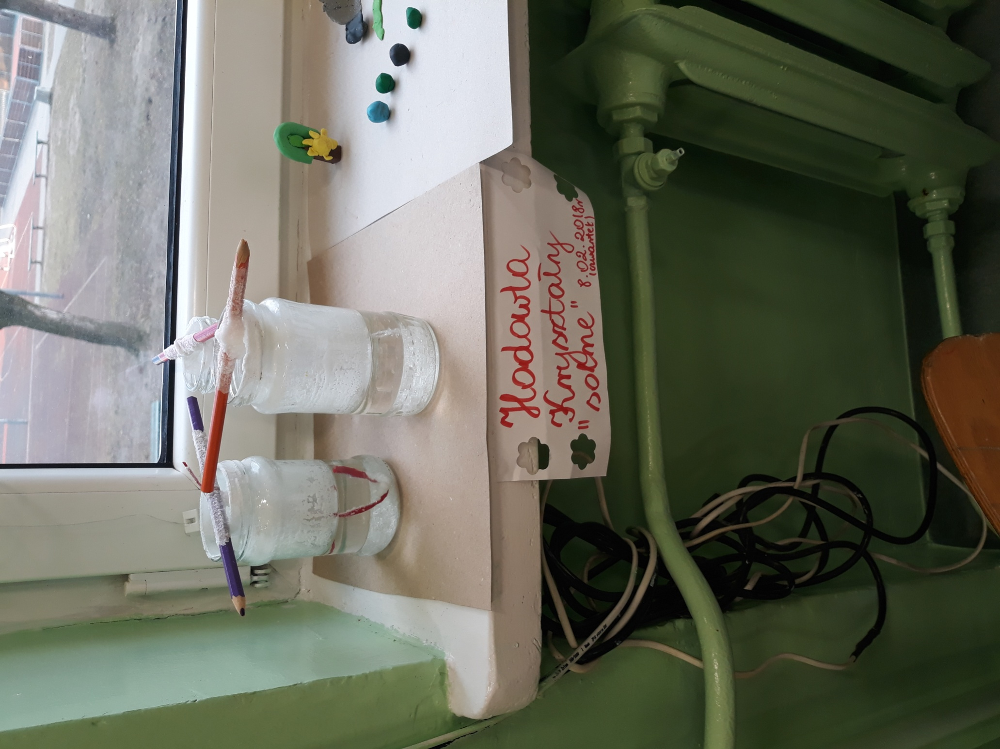 Hodowla
Kryształy
"solne" 8.02.2018r
(czwartek)